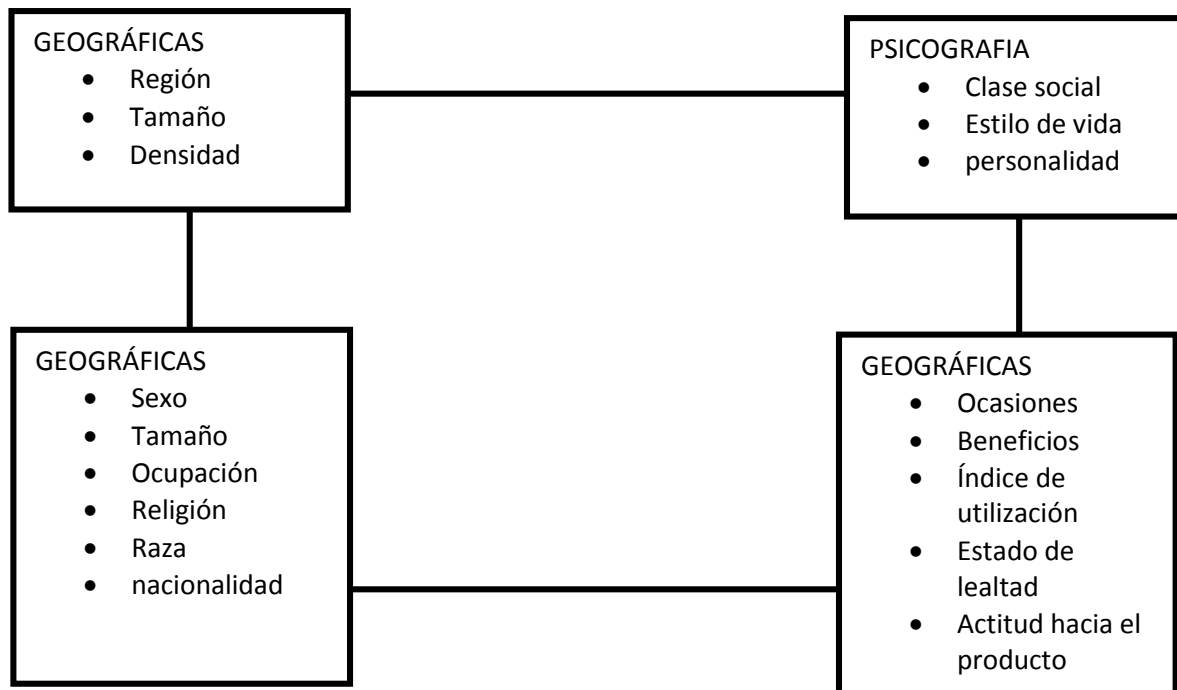 GEOGRÁFICAS
• Región
• Tamaño
• Densidad
PSICOGRAFIA
• Clase social
• Estilo de vida
• personalidad
GEOGRÁFICAS
• Sexo
• Tamaño
• Ocupación
• Religión
• Raza
• nacionalidad
GEOGRÁFICAS
• Ocasiones
• Beneficios
• Índice de
utilización
• Estado de
lealtad
• Actitud hacia el
producto